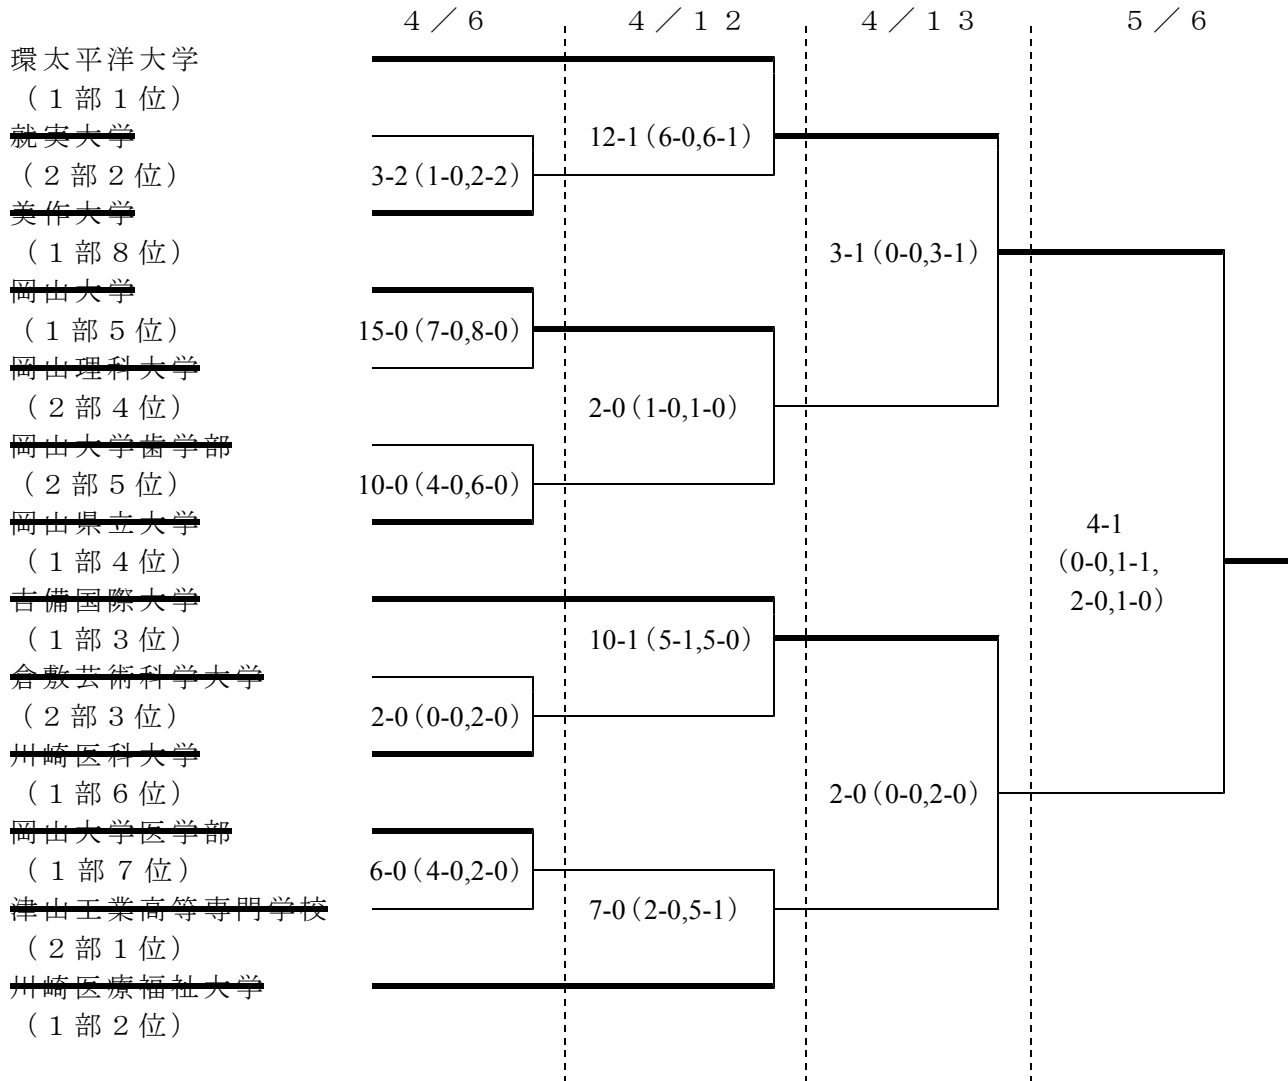 4／6 4／12 4／13 5／6
環太平洋大学
（1部1位）
就実大学
12-1（6-0,6-1）
（2部2位）
3-2（1-0,2-2）
美作大学
（1部8位）
3-1（0-0,3-1）
岡山大学
（1部5位）
15-0（7-0,8-0）
岡山理科大学
（2部4位）
2-0（1-0,1-0）
岡山大学歯学部
（2部5位）
10-0（4-0,6-0）
岡山県立大学
4-1
（1部4位）
（0-0,1-1,
吉備国際大学
2-0,1-0）
（1部3位）
10-1（5-1,5-0）
倉敷芸術科学大学
（2部3位）
2-0（0-0,2-0）
川崎医科大学
（1部6位）
2-0（0-0,2-0）
岡山大学医学部
（1部7位）
6-0（4-0,2-0）
津山工業高等専門学校
7-0（2-0,5-1）
（2部1位）
川崎医療福祉大学
（1部2位）